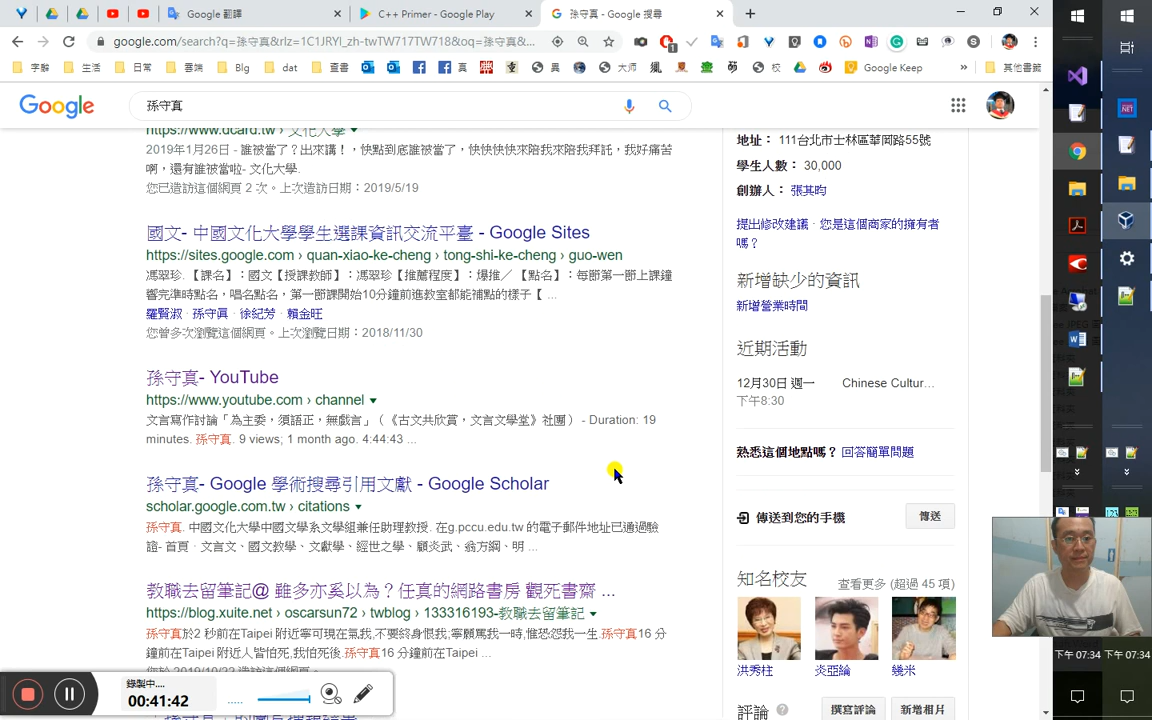 Google 翻譯
C++ Primer - Google Play
孫守真 - Google 搜尋
google.com/search?q=孫守真&rlz=1C1JRYI_zh-twTW717TW718&oq=孫守真&...
字辭
生活
日常
雲端
Blg
dat
查書
真
異
大师
校
Google Keep
»
其他書籤
Google
孫守真
https://www.dcard.tw › 文化大學
2019年1月26日 - 誰被當了？出來講！，快點到底誰被當了，快快快快來陪我來陪我拜託，我好痛苦
啊，還有誰被當啦- 文化大學.
您已造訪這個網頁 2 次。上次造訪日期：2019/5/19
國文- 中國文化大學學生選課資訊交流平臺 - Google Sites
https://sites.google.com › quan-xiao-ke-cheng › tong-shi-ke-cheng › guo-wen
馮翠珍.【課名】：國文【授課教師】：馮翠珍【推薦程度】：爆推／ 【點名】：每節第一節上課鐘
響完準時點名，唱名點名，第一節課開始10分鐘前進教室都能補點的樣子【 ...
羅賢淑 · 孫守真 · 徐紀芳 · 賴金旺
您曾多次瀏覽這個網頁。上次瀏覽日期：2018/11/30
孫守真- YouTube
https://www.youtube.com › channel
文言寫作討論「為主委，須語正，無戲言」（《古文共欣賞，文言文學堂》社團） - Duration: 19
minutes. 孫守真. 9 views; 1 month ago. 4:44:43 ...
孫守真- Google 學術搜尋引用文獻 - Google Scholar
scholar.google.com.tw › citations
孫守真. 中國文化大學中國文學系文學組兼任助理教授. 在g.pccu.edu.tw 的電子郵件地址已通過驗
證- 首頁 · 文言文、國文教學、文獻學、經世之學、顧炎武、翁方綱、明 ...
教職去留筆記@ 雖多亦奚以為？任真的網路書房 觀死書齋 ...
https://blog.xuite.net › oscarsun72 › twblog › 133316193-教職去留筆記
孫守真於2 秒前在Taipei 附近寧可現在氣我,不要終身恨我;寧願罵我一時,惟恐怨我一生.孫守真16 分
鐘前在Taipei 附近人皆怕死,我怕死後.孫守真16分鐘前在Taipei ...
地址： 111台北市士林區華岡路55號
學生人數： 30,000
創辦人： 張其昀
提出修改建議 · 您是這個商家的擁有者
嗎？
新增缺少的資訊
新增營業時間
近期活動
12月30日 週一
Chinese Cultur...
下午8:30
熟悉這個地點嗎？ 回答簡單問題
傳送到您的手機
傳送
知名校友
查看更多 (超過 45 項)
洪秀柱
炎亞綸
幾米
評論
撰寫評論
新增相片
錄製中....
00:41:42
下午 07:34
下午 07:34